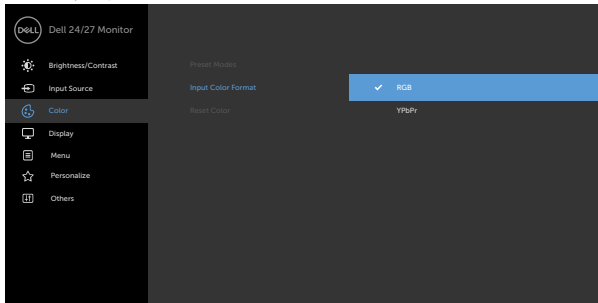 DELL
Dell 24/27 Monitor
Brightness/Contrast
Input Source
Color
Display
Menu
Personalize
Others
Preset Modes
Input Color Format
Reset Color
RGB
YPbPr